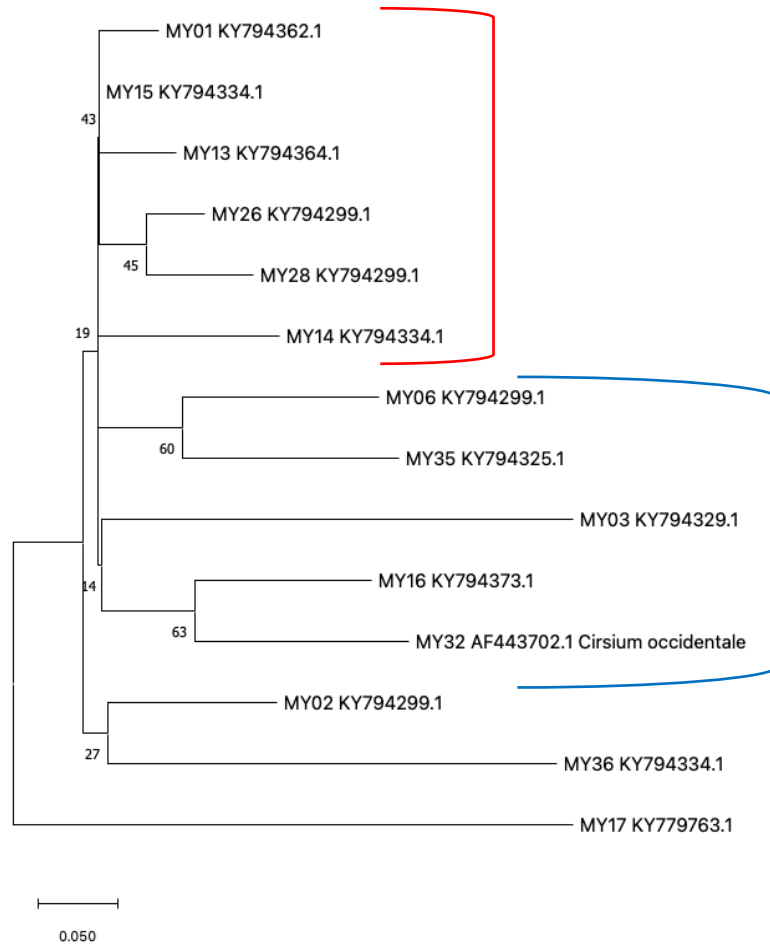 MY01 KY794362.1
MY15 KY794334.1
43
MY13 KY794364.1
MY26 KY794299.1
45
MY28 KY794299.1
19
MY14 KY794334.1
MY06 KY794299.1
60
MY35 KY794325.1
MY03 KY794329.1
MY16 KY794373.1
14
63
MY32 AF443702.1 Cirsium occidentale
MY02 KY794299.1
27
MY36 KY794334.1
MY17 KY779763.1
0.050